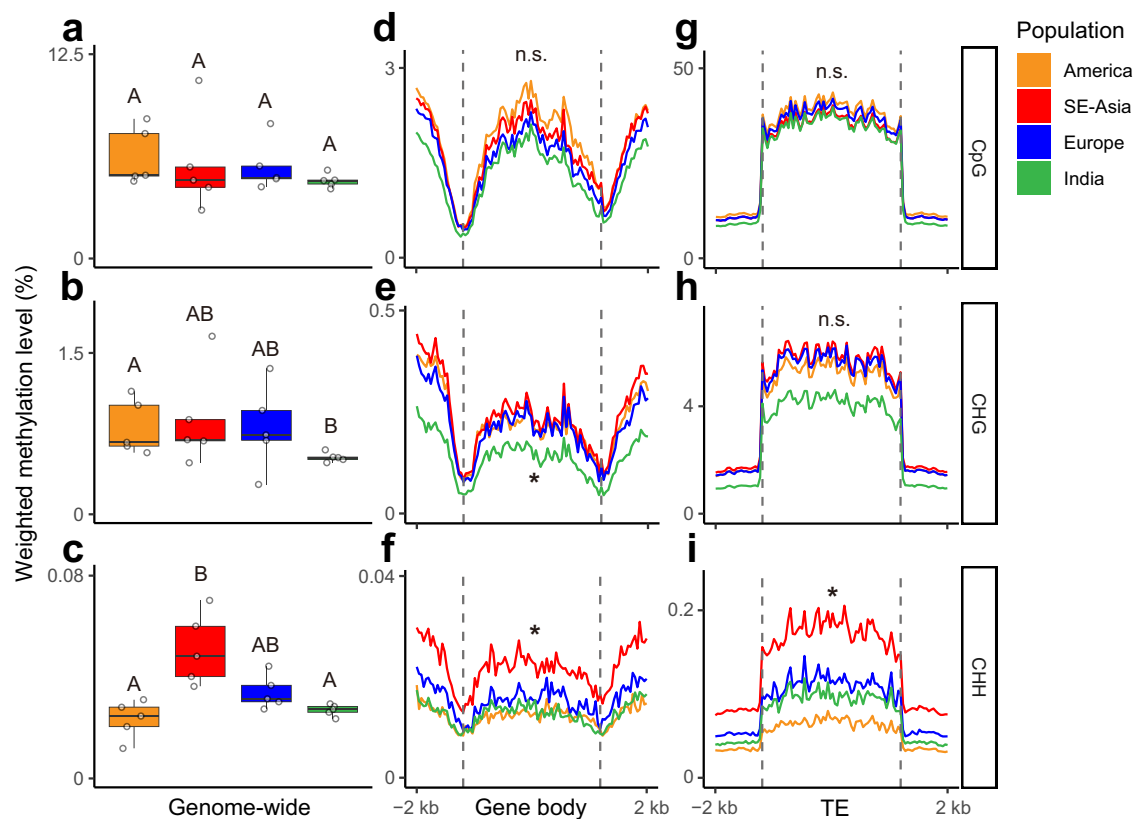 a
d
g
Population
America
SE-Asia
Europe
India
12.5
0
A
A
A
A
3
0
n.s.
50
0
n.s.
CpG
b
e
h
1.5
0
A
AB
AB
B
0.5
0
*
4
0
n.s.
CHG
c
f
i
0.08
0
A
B
AB
A
0.04
0
*
0.2
0
*
CHH
Weighted methylation level (%)
Genome-wide
−2 kb
Gene body
2 kb
−2 kb
TE
2 kb